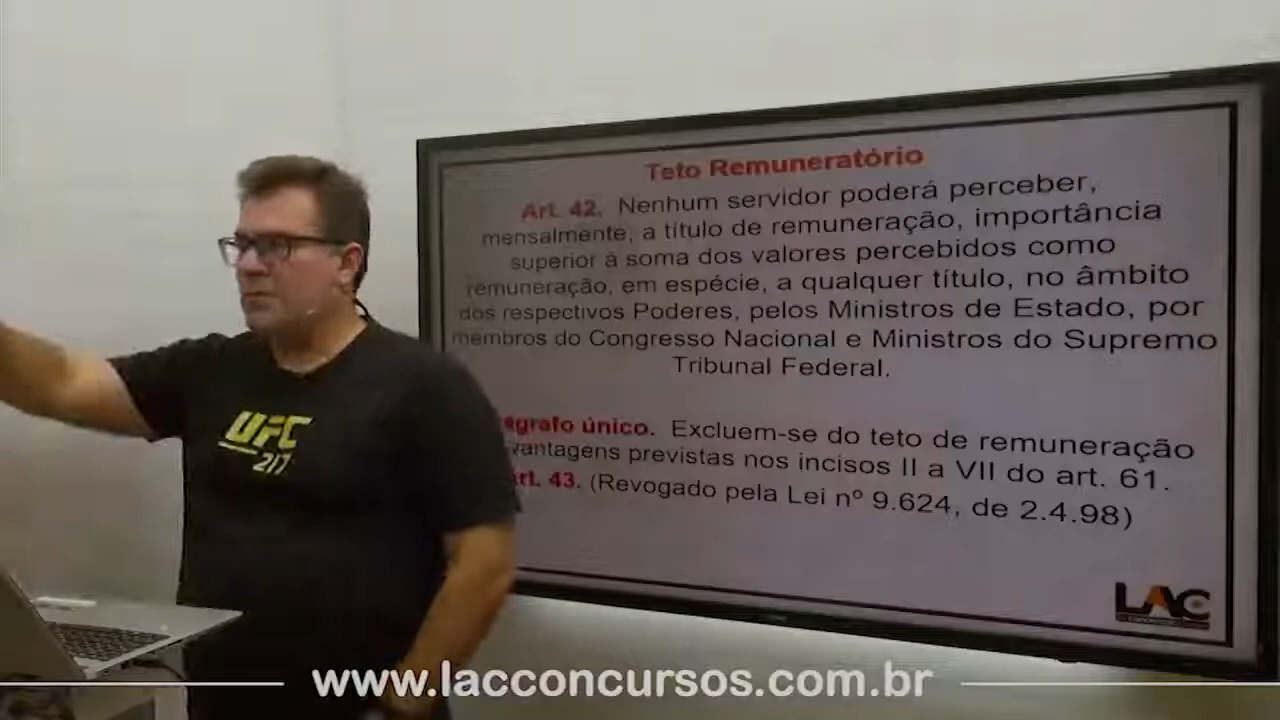 Teto Remuneratório
Art. 42. Nenhum servidor poderá perceber,
mensalmente, a título de remuneração, importância
superior à soma dos valores percebidos como
remuneração, em espécie, a qualquer título, no âmbito
dos respectivos Poderes, pelos Ministros de Estado, por
membros do Congresso Nacional e Ministros do Supremo
Tribunal Federal.
ágrafo único. Excluem-se do teto de remuneração
vantagens previstas nos incisos II a VII do art. 61.
Art. 43. (Revogado pela Lei nº 9.624, de 2.4.98)
UFC
217
LAC
www.lacconcursos.com.br